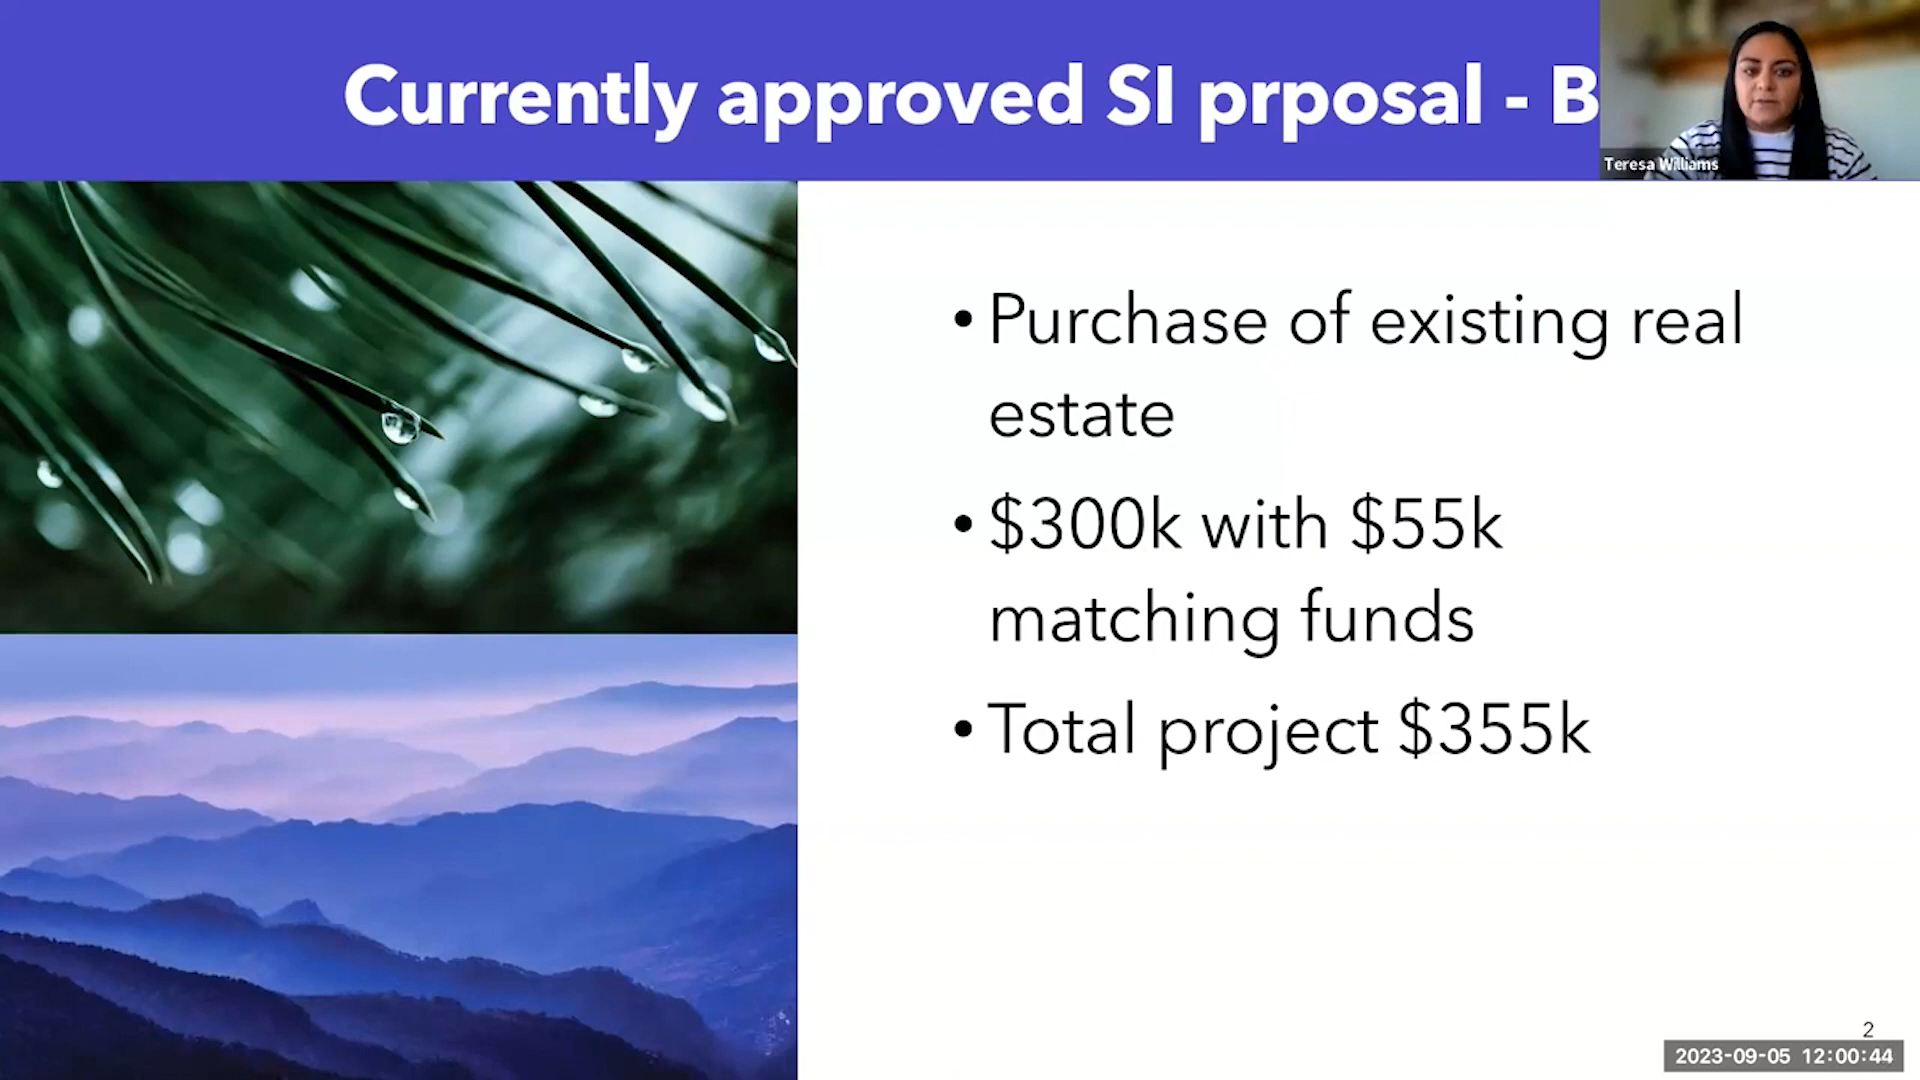 Currently approved SI prposal - B
Teresa Williams
• Purchase of existing real
estate
• $300k with $55k
matching funds
• Total project $355k
2
2023-09-05 12:00:44